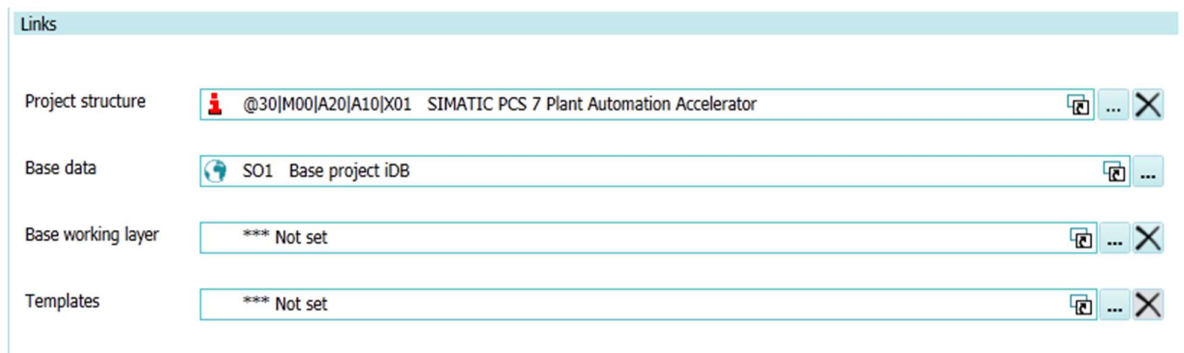 Links
Project structure @30|M00|A20|A10|X01 SIMATIC PCS 7 Plant Automation Accelerator ...
Base data SO1 Base project iDB ...
Base working layer *** Not set ...
Templates *** Not set ...